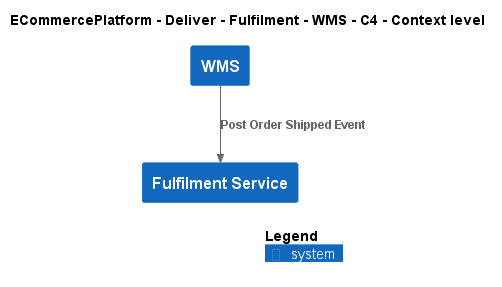 ECommercePlatform - Deliver - Fulfilment - WMS - C4 - Context level
WMS
Post Order Shipped Event
Fulfilment Service
Legend
system